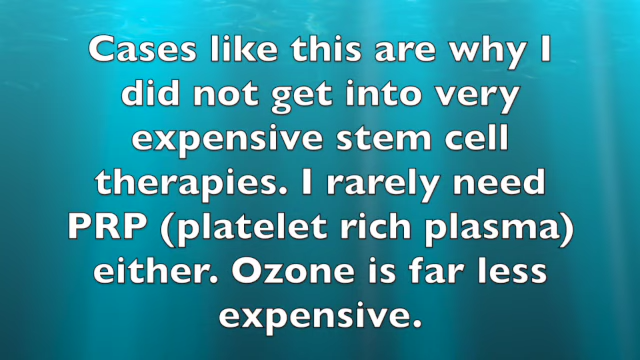 Cases like this are why I
did not get into very
expensive stem cell
therapies. I rarely need
PRP (platelet rich plasma)
either. Ozone is far less
expensive.